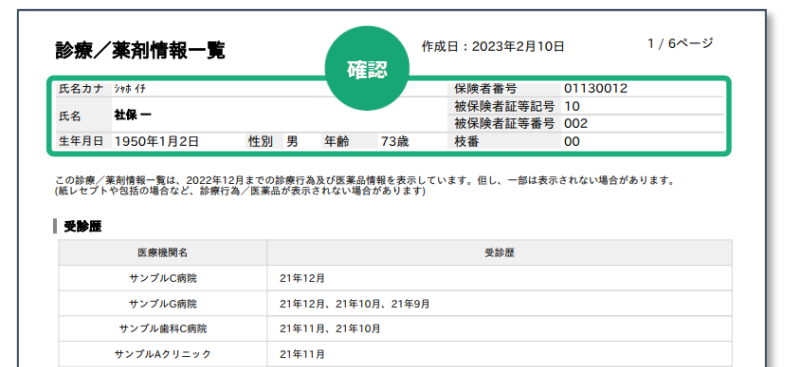 診療／薬剤情報一覧
確認
作成日：2023年2月10日
1 / 6ページ
氏名カナ ｼｬﾎ ｲﾁ 保険者番号 01130012
氏名 社保 一 被保険者証等記号 10
被保険者証等番号 002
生年月日 1950年1月2日 性別 男 年齢 73歳 枝番 00
この診療／薬剤情報一覧は、2022年12月までの診療行為及び医薬品情報を表示しています。但し、一部は表示されない場合があります。
(紙レセプトや包括の場合など、診療行為／医薬品が表示されない場合があります)
受診歴
医療機関名 受診歴
サンプルC病院 21年12月
サンプルG病院 21年12月、21年10月、21年9月
サンプル歯科C病院 21年11月、21年10月
サンプルAクリニック 21年11月